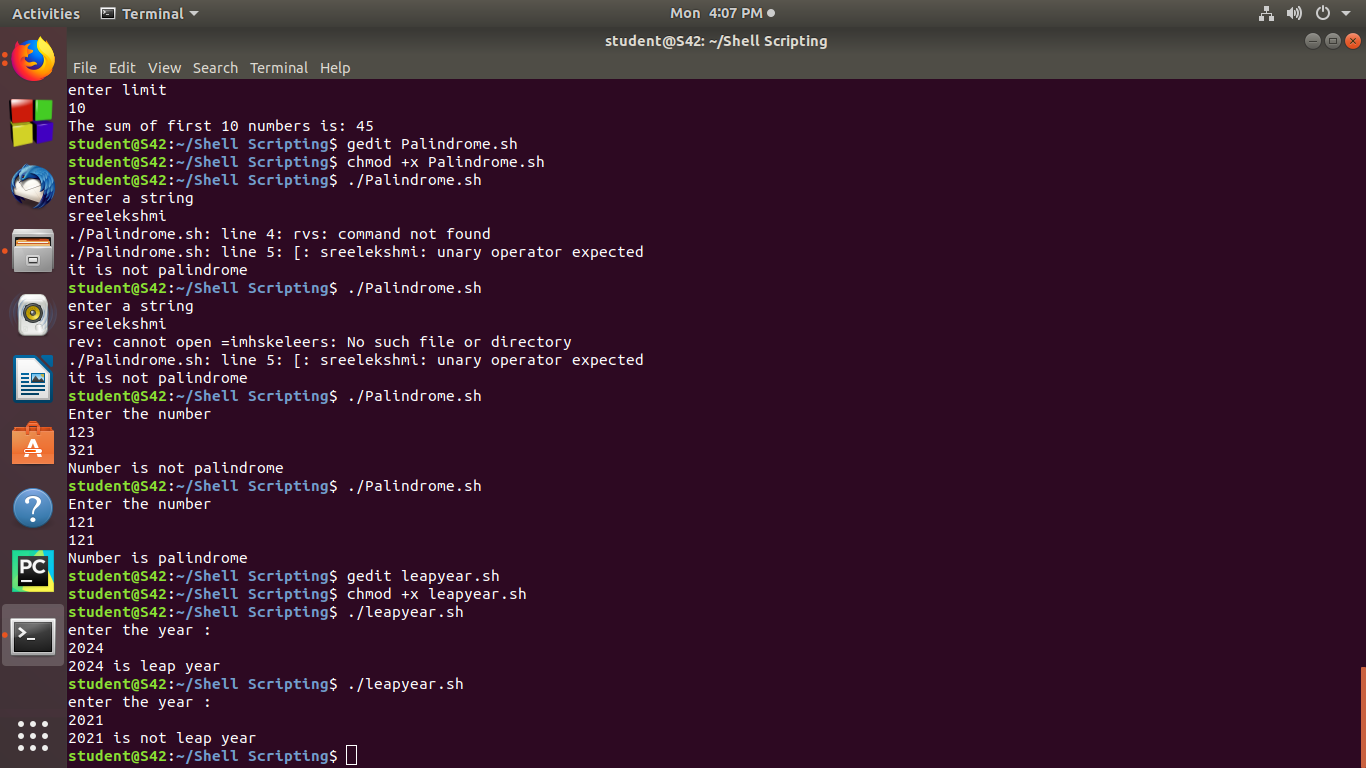 Activities Terminal Mon 4:07 PM
student@S42: ~/Shell Scripting
File Edit View Search Terminal Help
enter limit
10
The sum of first 10 numbers is: 45
student@S42:~/Shell Scripting$ gedit Palindrome.sh
student@S42:~/Shell Scripting$ chmod +x Palindrome.sh
student@S42:~/Shell Scripting$ ./Palindrome.sh
enter a string
sreelekshmi
./Palindrome.sh: line 4: rvs: command not found
./Palindrome.sh: line 5: [: sreelekshmi: unary operator expected
it is not palindrome
student@S42:~/Shell Scripting$ ./Palindrome.sh
enter a string
sreelekshmi
rev: cannot open =imhskeleers: No such file or directory
./Palindrome.sh: line 5: [: sreelekshmi: unary operator expected
it is not palindrome
student@S42:~/Shell Scripting$ ./Palindrome.sh
Enter the number
123
321
Number is not palindrome
student@S42:~/Shell Scripting$ ./Palindrome.sh
Enter the number
121
121
Number is palindrome
student@S42:~/Shell Scripting$ gedit leapyear.sh
student@S42:~/Shell Scripting$ chmod +x leapyear.sh
student@S42:~/Shell Scripting$ ./leapyear.sh
enter the year :
2024
2024 is leap year
student@S42:~/Shell Scripting$ ./leapyear.sh
enter the year :
2021
2021 is not leap year
student@S42:~/Shell Scripting$
A
?
PC
>_